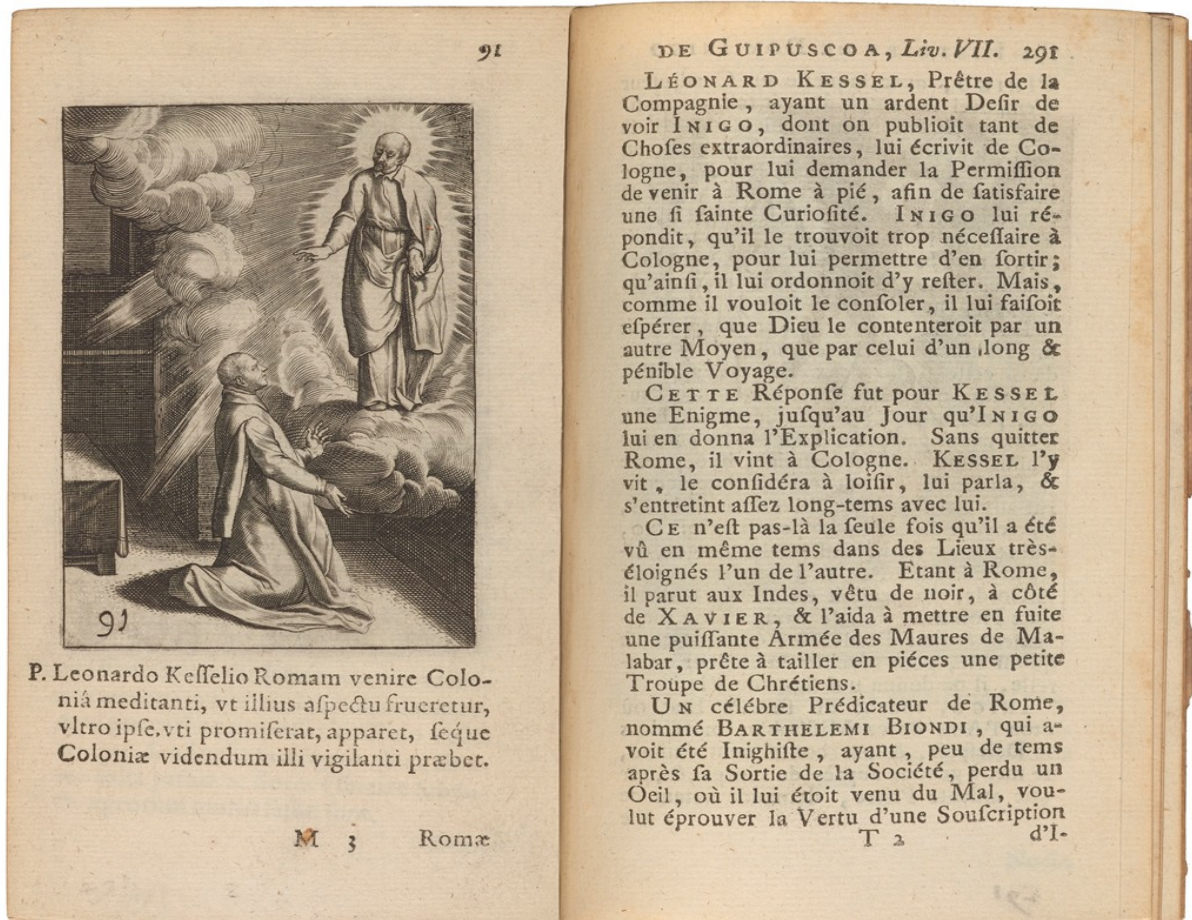 91
91
P. Leonardo Keſſelio Romam venire Colo-
niâ meditanti, vt illius aſpectu frueretur,
vltro ipſe, vti promiſerat, apparet, ſéque
Coloniæ videndum illi vigilanti præbet.
M 3 Romæ
DE GUIPUSCOA, Liv. VII. 291
LÉONARD KESSEL, Prêtre de la
Compagnie, ayant un ardent Deſir de
voir INIGO, dont on publioit tant de
Choſes extraordinaires, lui écrivit de Co-
logne, pour lui demander la Permiſſion
de venir à Rome à pié, afin de ſatisfaire
une ſi ſainte Curioſité. INIGO lui ré-
pondit, qu'il le trouvoit trop néceſſaire à
Cologne, pour lui permettre d'en ſortir;
qu'ainſi, il lui ordonnoit d'y reſter. Mais,
comme il vouloit le conſoler, il lui faiſoit
eſpérer, que Dieu le contenteroit par un
autre Moyen, que par celui d'un long &
pénible Voyage.
CETTE Réponſe fut pour KESSEL
une Enigme, juſqu'au Jour qu'INIGO
lui en donna l'Explication. Sans quitter
Rome, il vint à Cologne. KESSEL l'y
vit, le conſidéra à loiſir, lui parla, &
s'entretint aſſez long-tems avec lui.
CE n'eſt pas-là la ſeule fois qu'il a été
vû en même tems dans des Lieux très-
éloignés l'un de l'autre. Etant à Rome,
il parut aux Indes, vêtu de noir, à côté
de XAVIER, & l'aida à mettre en fuite
une puiſſante Armée des Maures de Ma-
labar, prête à tailler en piéces une petite
Troupe de Chrétiens.
UN célébre Prédicateur de Rome,
nommé BARTHELEMI BIONDI, qui a-
voit été Inighiſte, ayant, peu de tems
après ſa Sortie de la Société, perdu un
Oeil, où il lui étoit venu du Mal, vou-
lut éprouver la Vertu d'une Souſcription
T 2 d'I-